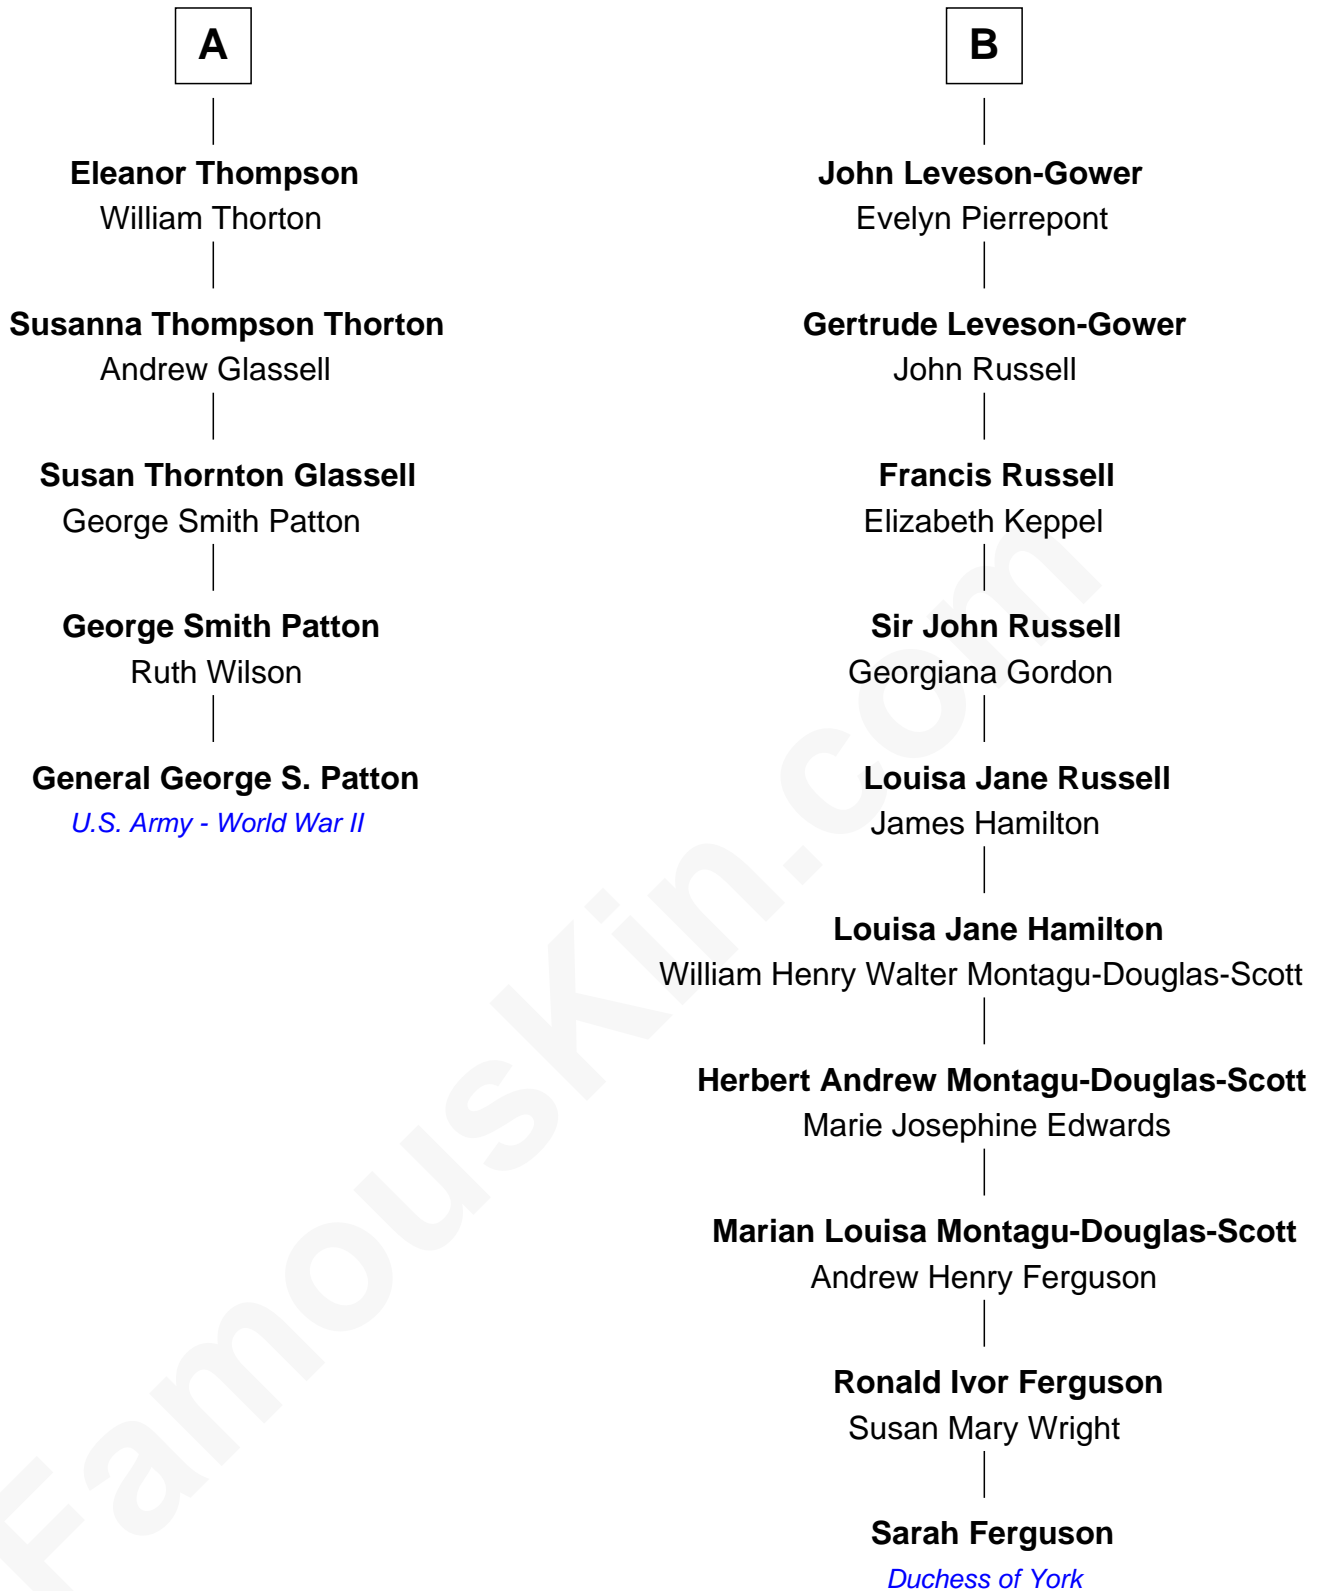 A
Eleanor Thompson
William Thorton
Susanna Thompson Thorton
Andrew Glassell
Susan Thornton Glassell
George Smith Patton
George Smith Patton
Ruth Wilson
General George S. Patton
U.S. Army - World War II
B
John Leveson-Gower
Evelyn Pierrepont
Gertrude Leveson-Gower
John Russell
Francis Russell
Elizabeth Keppel
Sir John Russell
Georgiana Gordon
Louisa Jane Russell
James Hamilton
Louisa Jane Hamilton
William Henry Walter Montagu-Douglas-Scott
Herbert Andrew Montagu-Douglas-Scott
Marie Josephine Edwards
Marian Louisa Montagu-Douglas-Scott
Andrew Henry Ferguson
Ronald Ivor Ferguson
Susan Mary Wright
Sarah Ferguson
Duchess of York
FamousKin.com